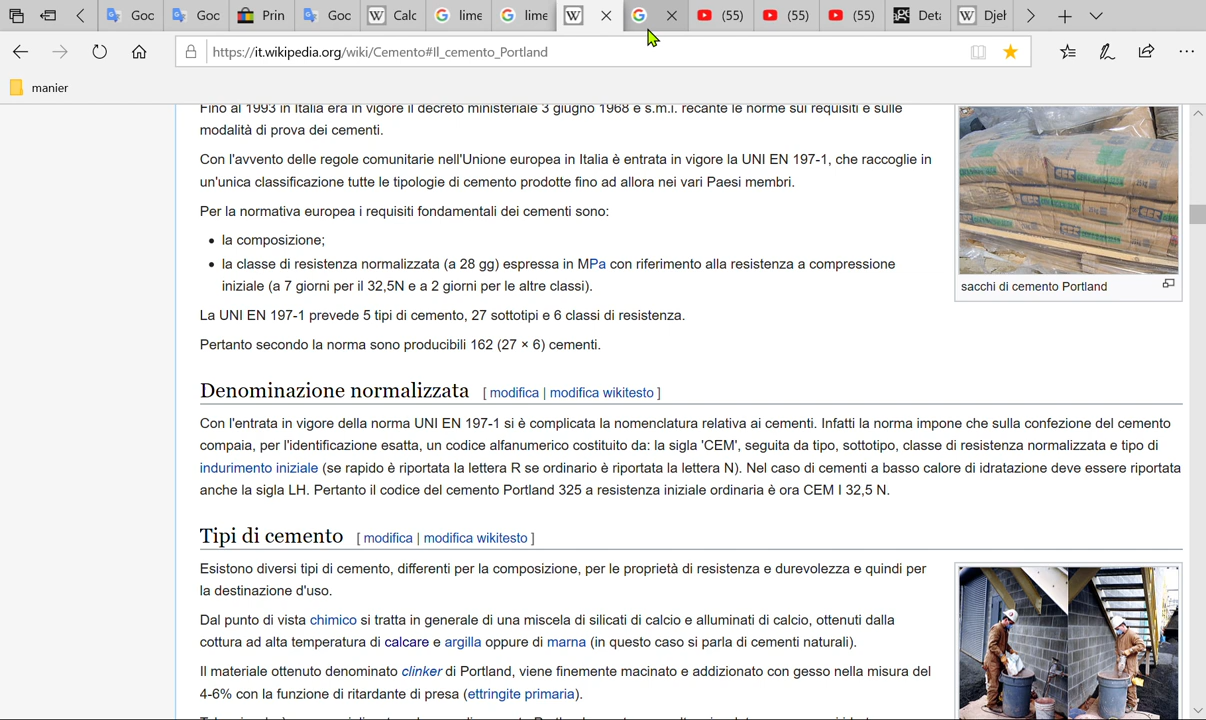 Goc
Goc
Prin
Goc
Calc
lime
lime
(55)
(55)
(55)
Deta
Djeł
https://it.wikipedia.org/wiki/Cemento#Il_cemento_Portland
manier
Fino al 1993 in Italia era in vigore il decreto ministeriale 3 giugno 1968 e s.m.i. recante le norme sui requisiti e sulle
modalità di prova dei cementi.
Con l'avvento delle regole comunitarie nell'Unione europea in Italia è entrata in vigore la UNI EN 197-1, che raccoglie in
un'unica classificazione tutte le tipologie di cemento prodotte fino ad allora nei vari Paesi membri.
Per la normativa europea i requisiti fondamentali dei cementi sono:
• la composizione;
• la classe di resistenza normalizzata (a 28 gg) espressa in MPa con riferimento alla resistenza a compressione
iniziale (a 7 giorni per il 32,5N e a 2 giorni per le altre classi).
sacchi di cemento Portland
La UNI EN 197-1 prevede 5 tipi di cemento, 27 sottotipi e 6 classi di resistenza.
Pertanto secondo la norma sono producibili 162 (27 × 6) cementi.
Denominazione normalizzata [ modifica | modifica wikitesto ]
Con l'entrata in vigore della norma UNI EN 197-1 si è complicata la nomenclatura relativa ai cementi. Infatti la norma impone che sulla confezione del cemento
compaia, per l'identificazione esatta, un codice alfanumerico costituito da: la sigla 'CEM', seguita da tipo, sottotipo, classe di resistenza normalizzata e tipo di
indurimento iniziale (se rapido è riportata la lettera R se ordinario è riportata la lettera N). Nel caso di cementi a basso calore di idratazione deve essere riportata
anche la sigla LH. Pertanto il codice del cemento Portland 325 a resistenza iniziale ordinaria è ora CEM I 32,5 N.
Tipi di cemento [ modifica | modifica wikitesto ]
Esistono diversi tipi di cemento, differenti per la composizione, per le proprietà di resistenza e durevolezza e quindi per
la destinazione d'uso.
Dal punto di vista chimico si tratta in generale di una miscela di silicati di calcio e alluminati di calcio, ottenuti dalla
cottura ad alta temperatura di calcare e argilla oppure di marna (in questo caso si parla di cementi naturali).
Il materiale ottenuto denominato clinker di Portland, viene finemente macinato e addizionato con gesso nella misura del
4-6% con la funzione di ritardante di presa (ettringite primaria).